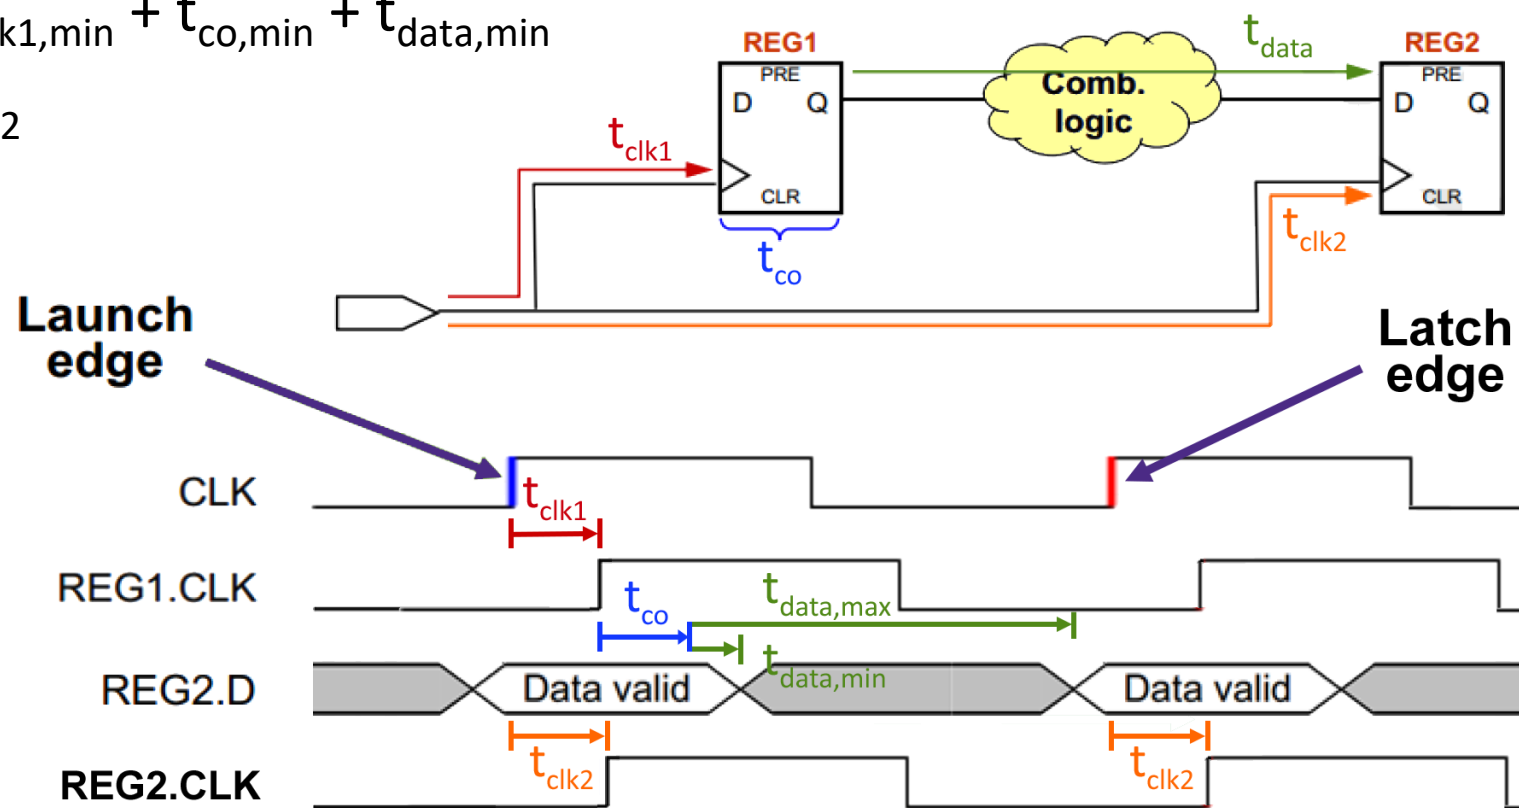 k1,min + tco,min + tdata,min
2
REG1
tdata
REG2
PRE
D Q
CLR
Comb.
logic
PRE
D Q
CLR
tclk1
tco
tclk2
Launch
edge
Latch
edge
CLK
tclk1
REG1.CLK
tco
tdata,max
tdata,min
REG2.D
Data valid
Data valid
tclk2
tclk2
REG2.CLK